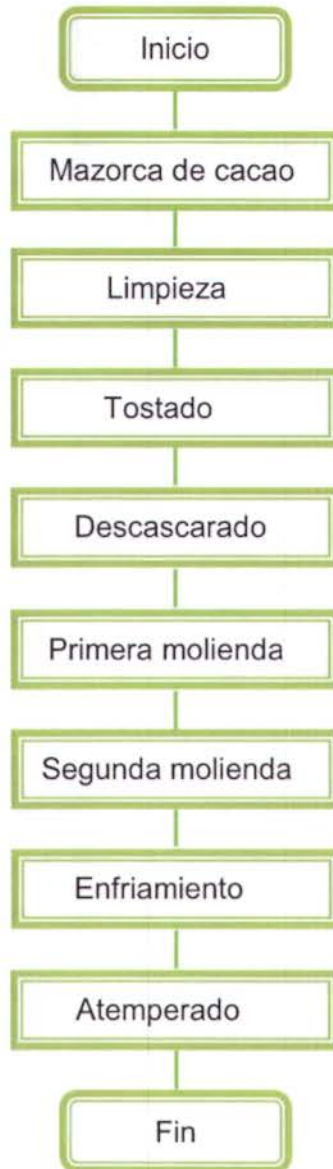 Inicio
Mazorca de cacao
Limpieza
Tostado
Descascarado
Primera molienda
Segunda molienda
Enfriamiento
Atemperado
Fin